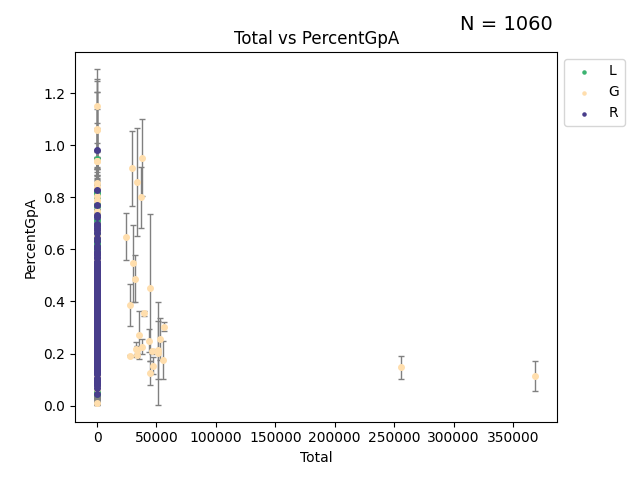 N = 1060
Total vs PercentGpA
PercentGpA
1.2
1.0
0.8
0.6
0.4
0.2
0.0
0 50000 100000 150000 200000 250000 300000 350000
Total
L
G
R